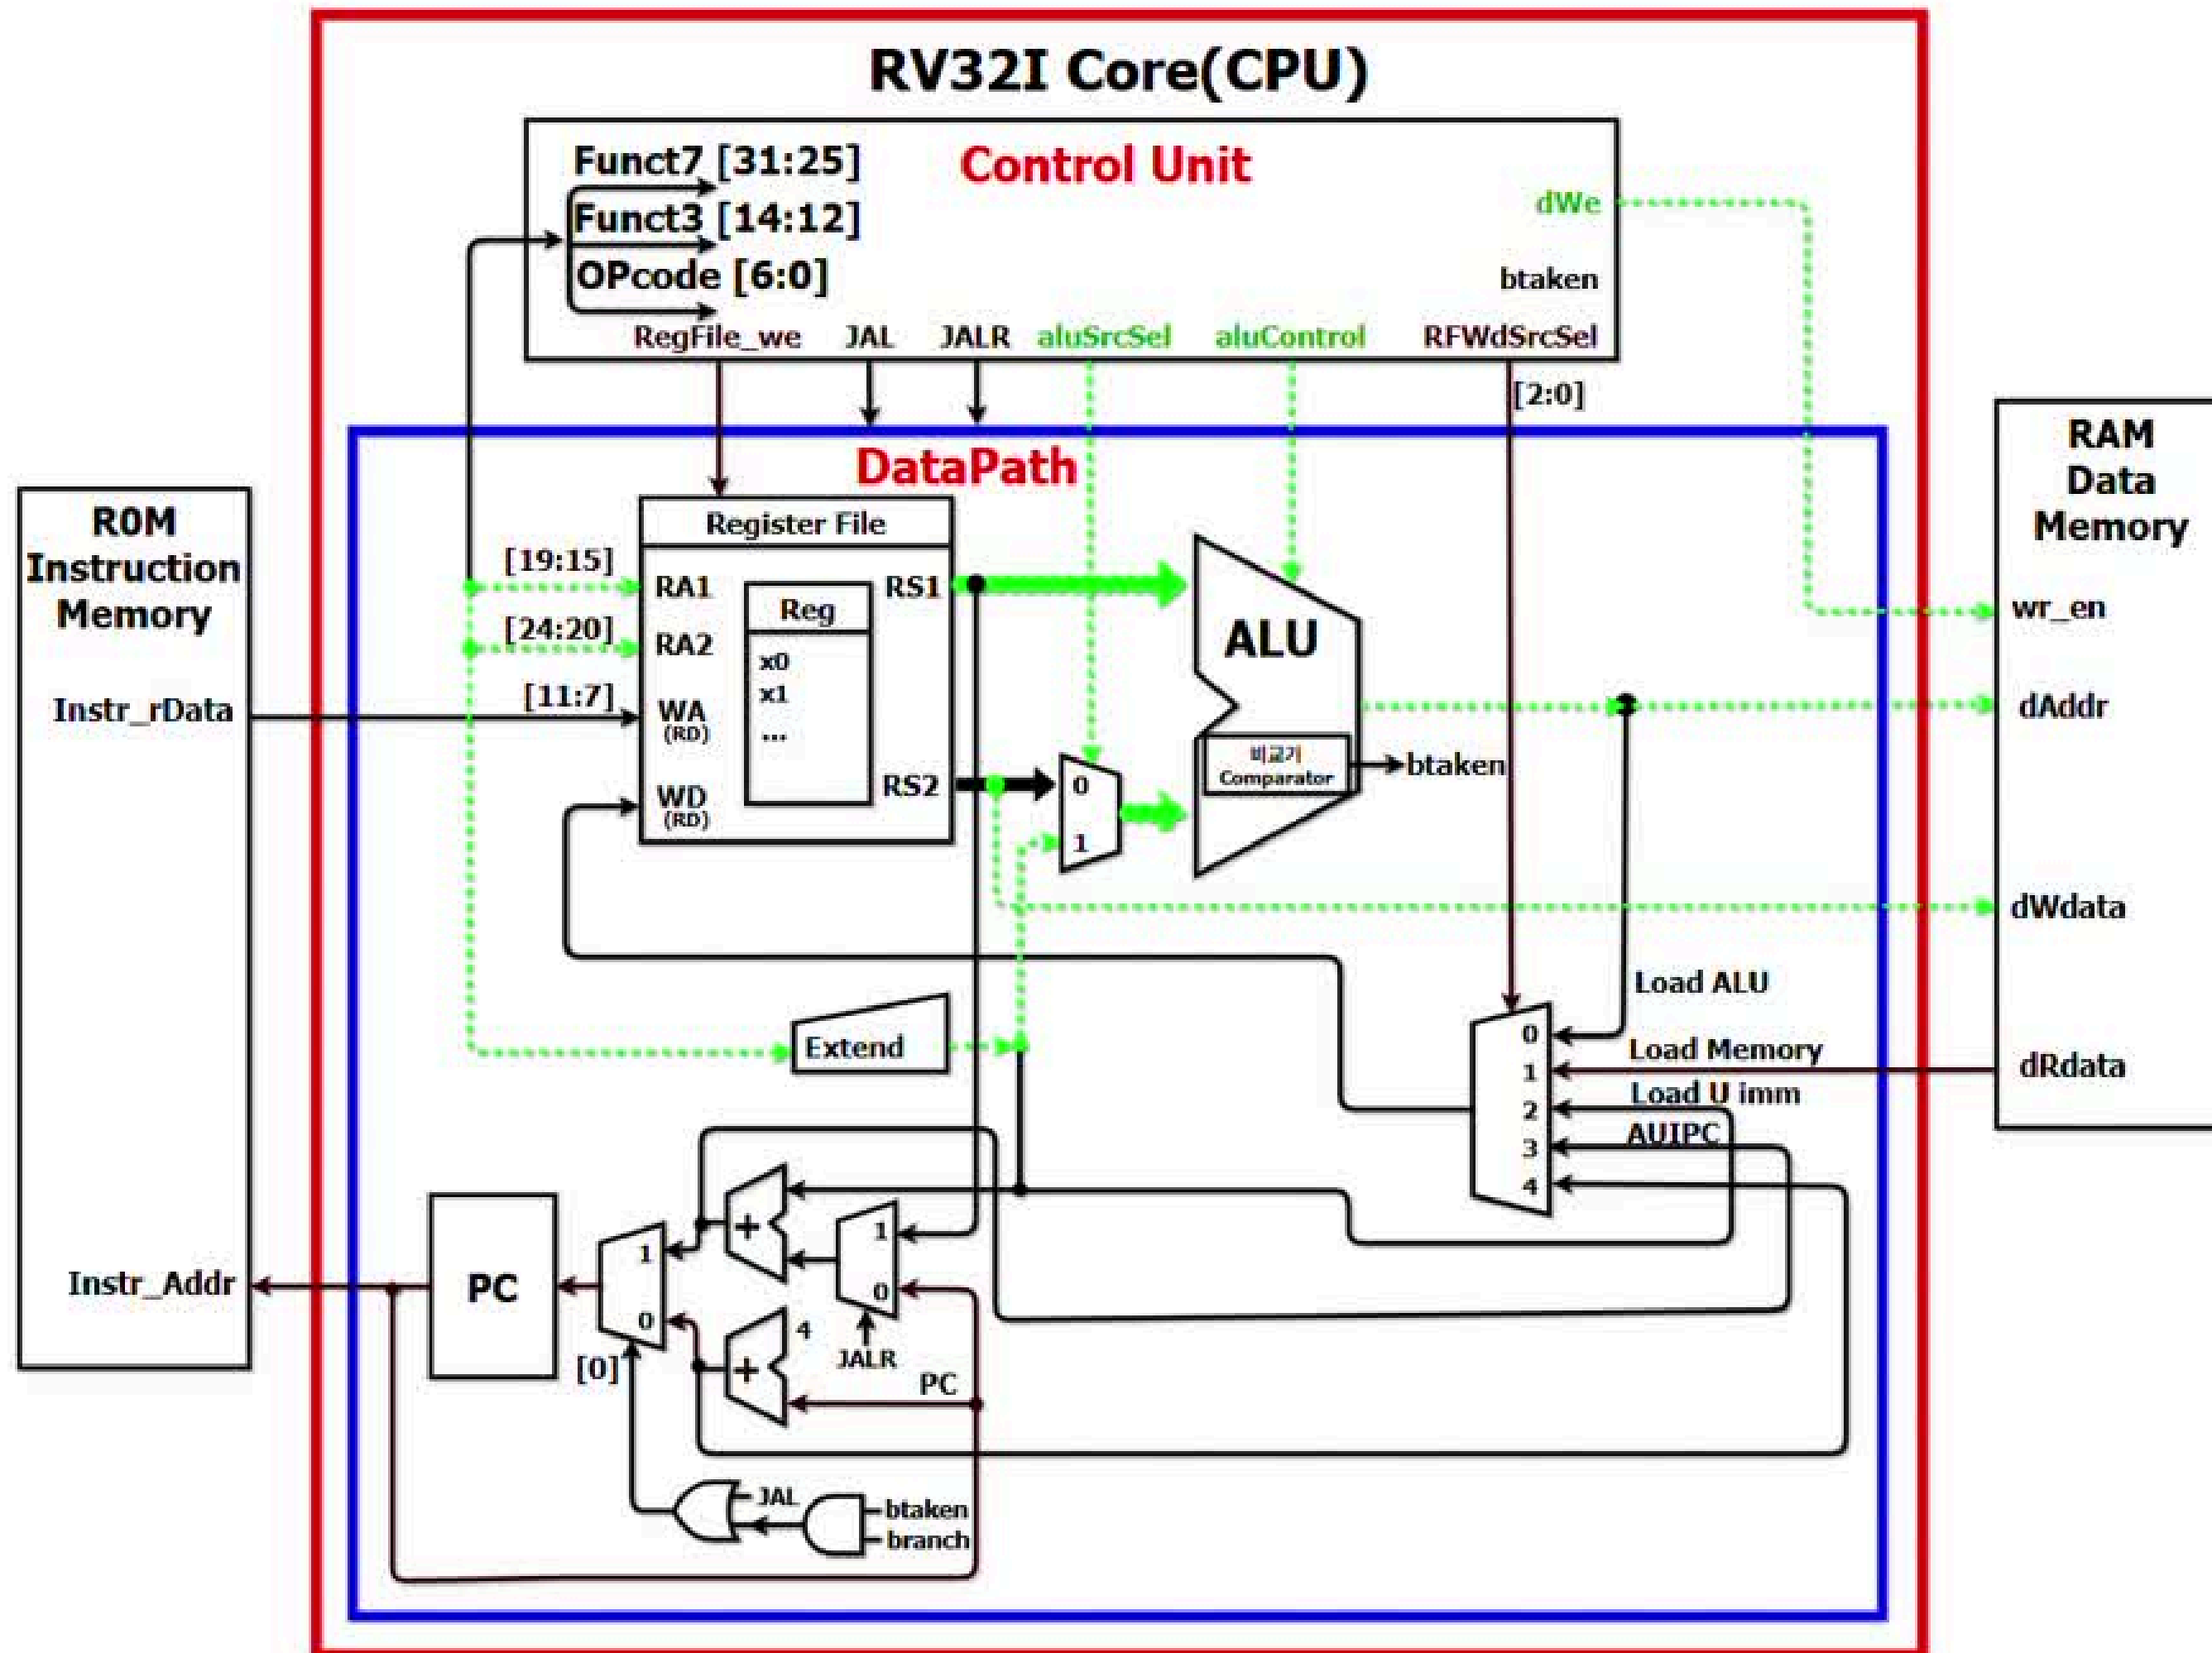 RV32I Core(CPU)
Control Unit
Funct7 [31:25]
Funct3 [14:12]
OPcode [6:0]
dWe
btaken
RegFile_we
JAL
JALR
aluSrcSel
aluControl
RFWdSrcSel
[2:0]
DataPath
R0M
Instruction
Memory
Instr_rData
Instr_Addr
RAM
Data
Memory
wr_en
dAddr
dWdata
dRdata
Register File
[19:15]
RA1
[24:20]
RA2
[11:7]
WA
(RD)
WD
(RD)
Reg
x0
x1
...
RS1
RS2
0
1
ALU
비교기
Comparator
btaken
Extend
Load ALU
0
Load Memory
1
Load U imm
2
AUIPC
3
4
PC
1
0
[0]
+
+
4
1
0
JALR
PC
JAL
btaken
branch